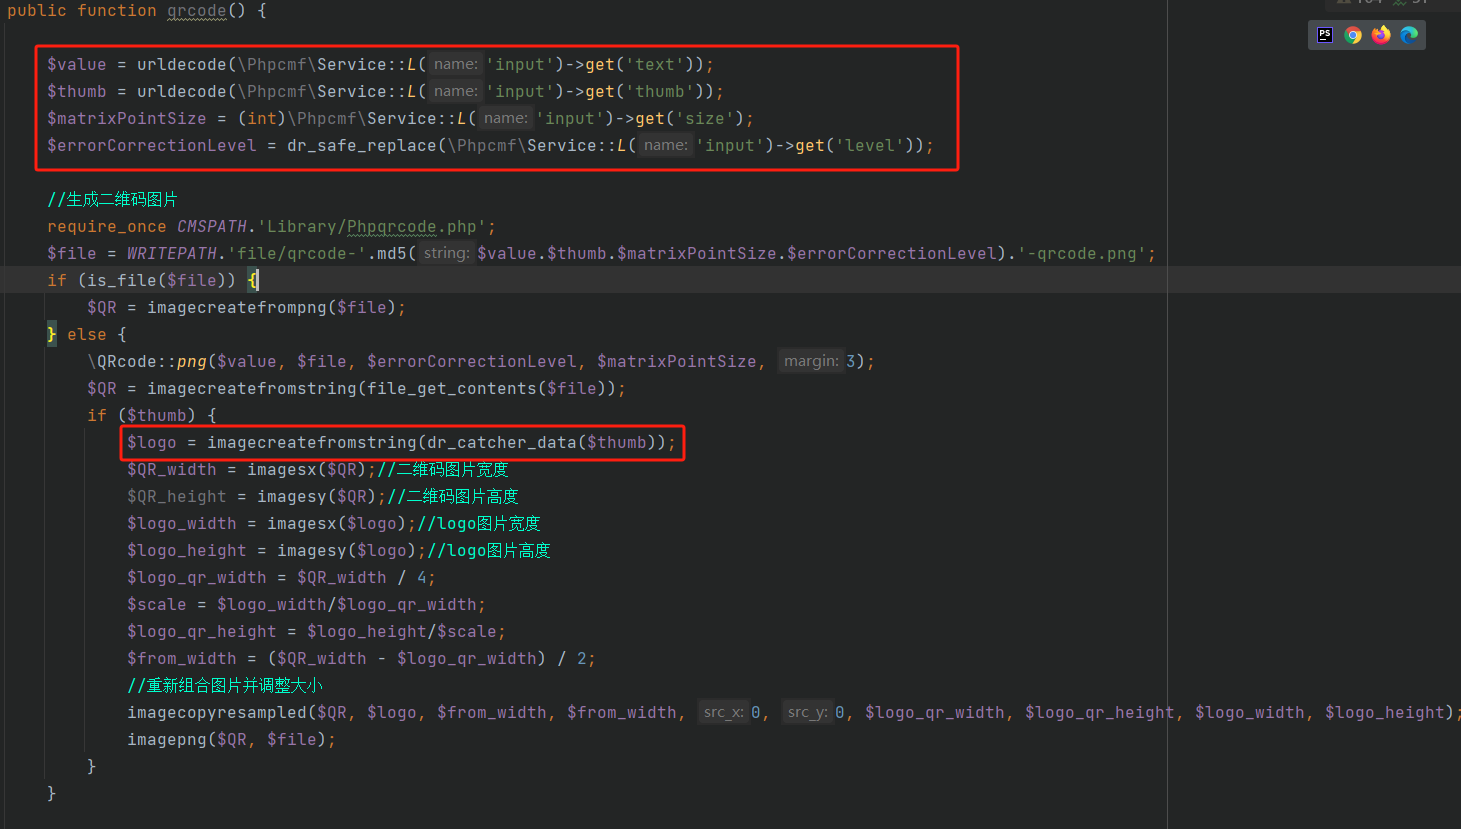 public function qrcode() {
$value = urldecode(\Phpcmf\Service::L( name: 'input')->get('text'));
$thumb = urldecode(\Phpcmf\Service::L( name: 'input')->get('thumb'));
$matrixPointSize = (int)\Phpcmf\Service::L( name: 'input')->get('size');
$errorCorrectionLevel = dr_safe_replace(\Phpcmf\Service::L( name: 'input')->get('level'));
//生成二维码图片
require_once CMSPATH.'Library/Phpqrcode.php';
$file = WRITEPATH.'file/qrcode-'.md5( string: $value.$thumb.$matrixPointSize.$errorCorrectionLevel).'-qrcode.png';
if (is_file($file)) {
$QR = imagecreatefrompng($file);
} else {
\QRcode::png($value, $file, $errorCorrectionLevel, $matrixPointSize, margin: 3);
$QR = imagecreatefromstring(file_get_contents($file));
if ($thumb) {
$logo = imagecreatefromstring(dr_catcher_data($thumb));
$QR_width = imagesx($QR);//二维码图片宽度
$QR_height = imagesy($QR);//二维码图片高度
$logo_width = imagesx($logo);//logo图片宽度
$logo_height = imagesy($logo);//logo图片高度
$logo_qr_width = $QR_width / 4;
$scale = $logo_width/$logo_qr_width;
$logo_qr_height = $logo_height/$scale;
$from_width = ($QR_width - $logo_qr_width) / 2;
//重新组合图片并调整大小
imagecopyresampled($QR, $logo, $from_width, $from_width, src_x: 0, src_y: 0, $logo_qr_width, $logo_qr_height, $logo_width, $logo_height);
imagepng($QR, $file);
}
}
PS